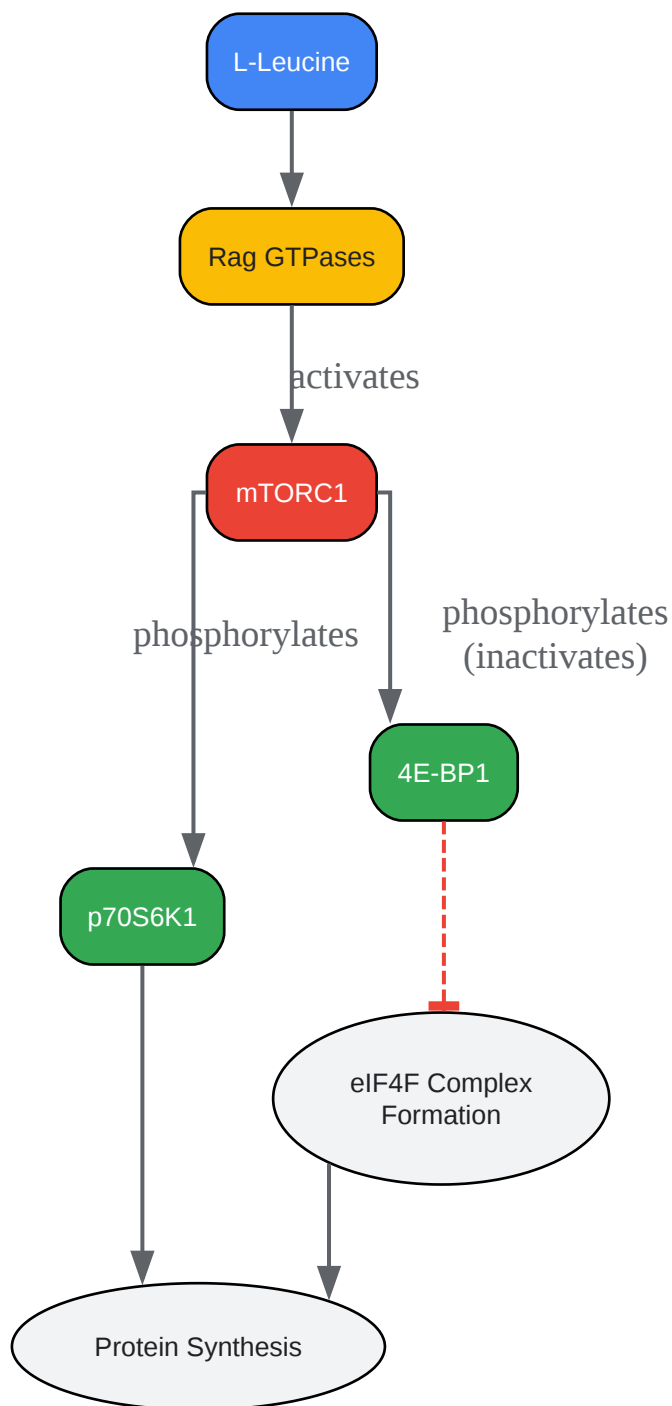 L-Leucine
Rag GTPases
activates
mTORC1
phosphorylates
phosphorylates
(inactivates)
4E-BP1
p70S6K1
eIF4F Complex
Formation
Protein Synthesis